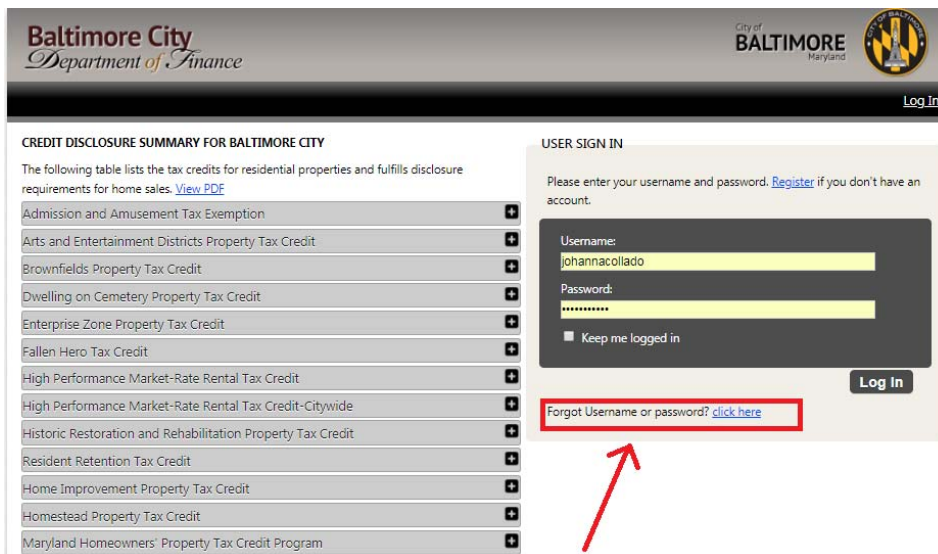 Baltimore City
Department of Finance
City of
BALTIMORE
Maryland
CITY OF BALTIMORE
Log In
CREDIT DISCLOSURE SUMMARY FOR BALTIMORE CITY
The following table lists the tax credits for residential properties and fulfills disclosure
requirements for home sales. View PDF
Admission and Amusement Tax Exemption
Arts and Entertainment Districts Property Tax Credit
Brownfields Property Tax Credit
Dwelling on Cemetery Property Tax Credit
Enterprise Zone Property Tax Credit
Fallen Hero Tax Credit
High Performance Market-Rate Rental Tax Credit
High Performance Market-Rate Rental Tax Credit-Citywide
Historic Restoration and Rehabilitation Property Tax Credit
Resident Retention Tax Credit
Home Improvement Property Tax Credit
Homestead Property Tax Credit
Maryland Homeowners' Property Tax Credit Program
USER SIGN IN
Please enter your username and password. Register if you don't have an
account.
Username:
johannacollado
Password:
•••••••••••
Keep me logged in
Log In
Forgot Username or password? click here